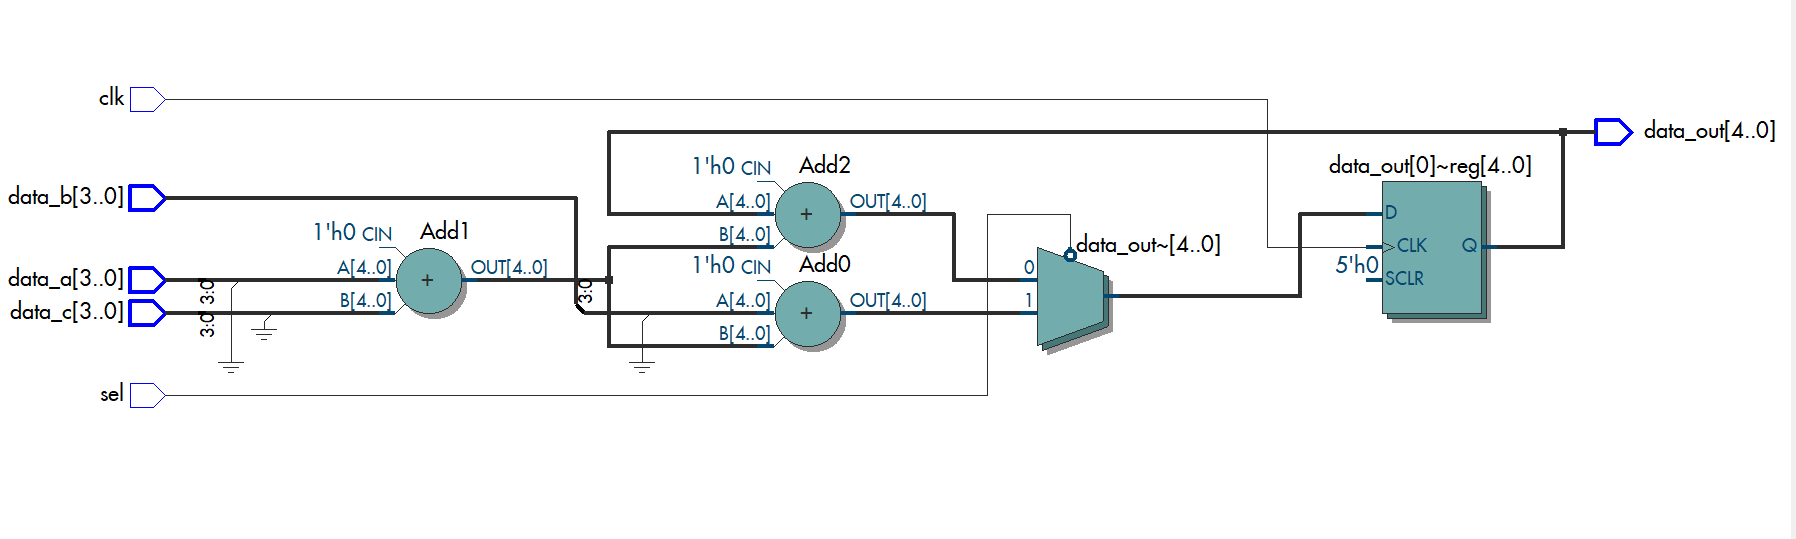 clk
data_out[4..0]
1'h0 CIN Add2
data_out[0]~reg[4..0]
data_b[3..0]
A[4..0] OUT[4..0]
D
1'h0 CIN Add1
B[4..0]
data_out~[4..0]
CLK Q
data_a[3..0]
A[4..0] OUT[4..0]
1'h0 CIN Add0
0
5'h0 SCLR
3:0
3:0
data_c[3..0]
B[4..0]
A[4..0] OUT[4..0]
1
3:0
B[4..0]
sel
+
+
+